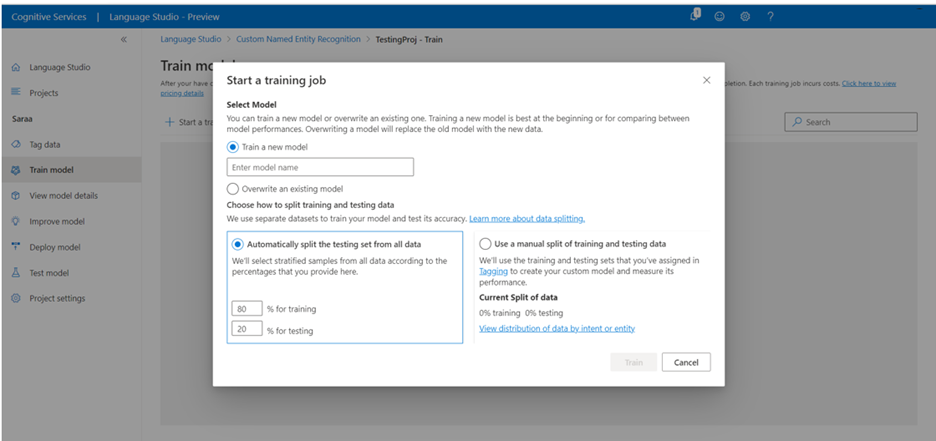 Cognitive Services | Language Studio - Preview
1
?
Language Studio > Custom Named Entity Recognition > TestingProj - Train
Language Studio
Projects
Saraa
Tag data
Train model
View model details
Improve model
Deploy model
Test model
Project settings
Train mo
After your have c
pletion. Each training job incurs costs. Click here to view
pricing details
Start a tra
Search
Start a training job
Select Model
You can train a new model or overwrite an existing one. Training a new model is best at the beginning or for comparing between
model performances. Overwriting a model will replace the old model with the new data.
Train a new model
Enter model name
Overwrite an existing model
Choose how to split training and testing data
We use separate datasets to train your model and test its accuracy. Learn more about data splitting.
Automatically split the testing set from all data
We'll select stratified samples from all data according to the
percentages that you provide here.
80 % for training
20 % for testing
Use a manual split of training and testing data
We'll use the training and testing sets that you've assigned in
Tagging to create your custom model and measure its
performance.
Current Split of data
0% training 0% testing
View distribution of data by intent or entity
Train
Cancel